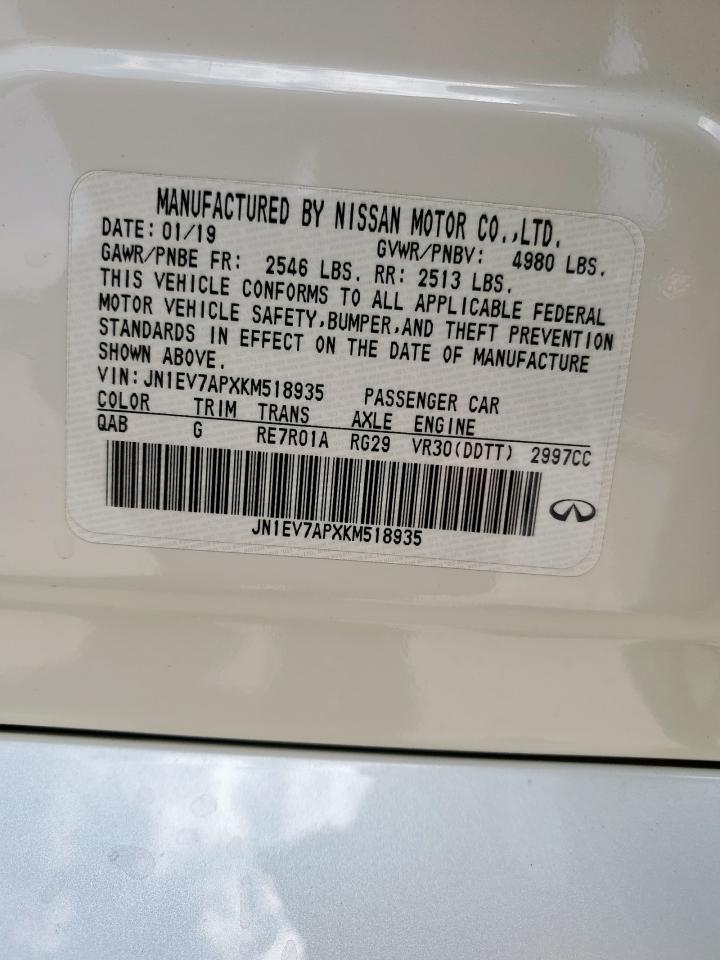 MANUFACTURED BY NISSAN MOTOR CO.,LTD.
DATE: 01/19 GVWR/PNBV: 4980 LBS.
GAWR/PNBE FR: 2546 LBS. RR: 2513 LBS.
THIS VEHICLE CONFORMS TO ALL APPLICABLE FEDERAL
MOTOR VEHICLE SAFETY,BUMPER,AND THEFT PREVENTION
STANDARDS IN EFFECT ON THE DATE OF MANUFACTURE
SHOWN ABOVE.
VIN:JN1EV7APXKM518935 PASSENGER CAR
COLOR TRIM TRANS AXLE ENGINE
QAB G RE7R01A RG29 VR30(DDTT) 2997CC
JN1EV7APXKM518935